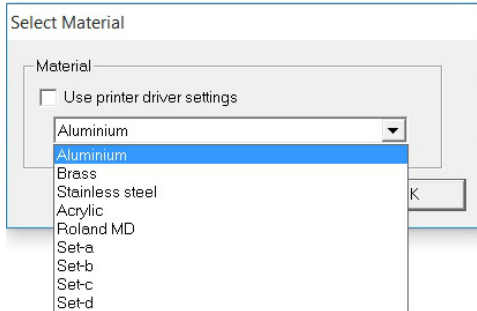 Select Material
Material
Use printer driver settings
Aluminium
Aluminium
Brass
Stainless steel
K
Acrylic
Roland MD
Set-a
Set-b
Set-c
Set-d